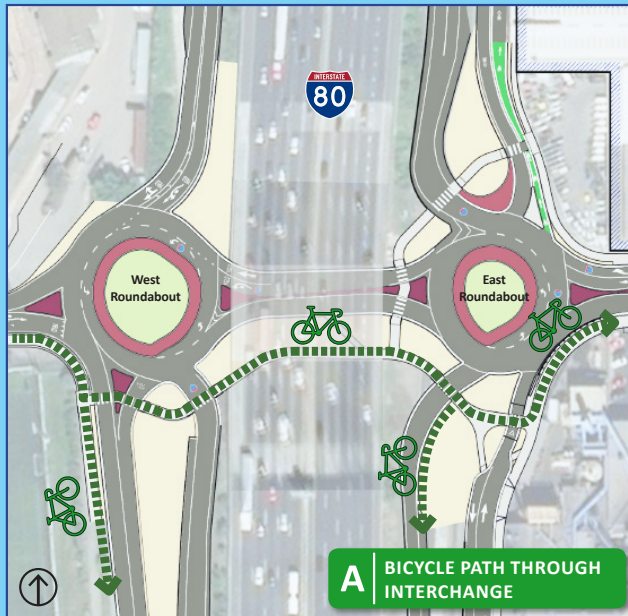 INTERSTATE
80
West
Roundabout
East
Roundabout
A
BICYCLE PATH THROUGH
INTERCHANGE